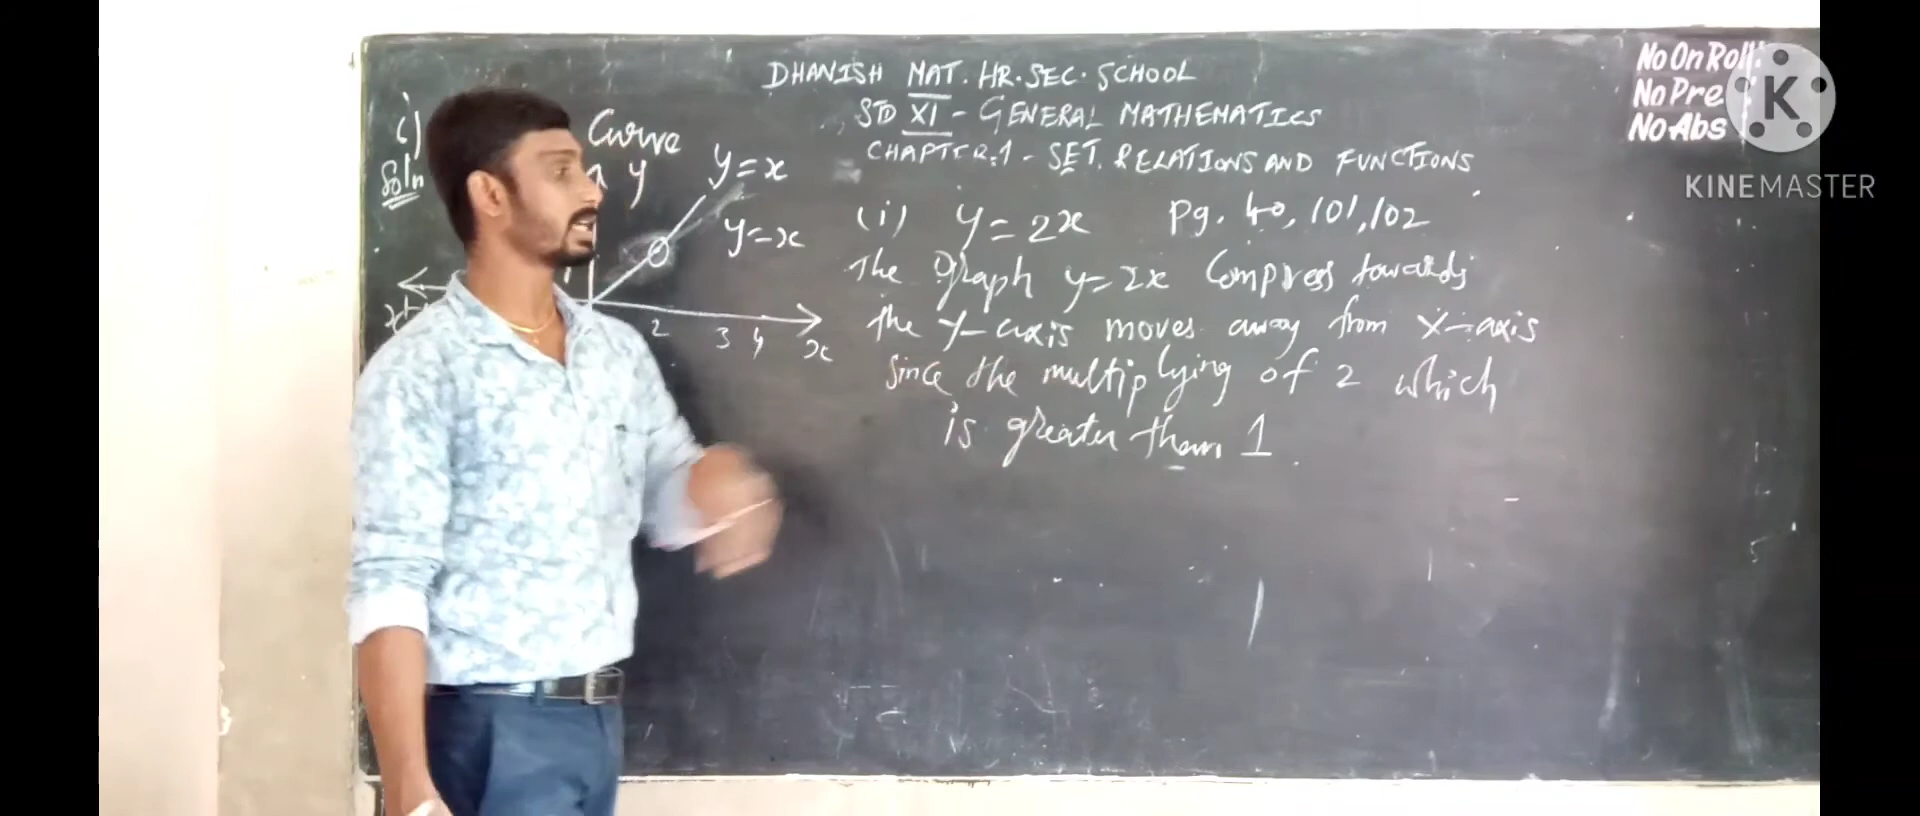 DHANISH MAT. HR. SEC. SCHOOL
STD XI - GENERAL MATHEMATICS
CHAPTER:1 - SET, RELATIONS AND FUNCTIONS
No On Roll:
No Pre
No Abs
K
KINEMASTER
Soln
Curve
y
y = x
y = x
2 3 4 x
(i) y = 2x Pg. 40, 101, 102
The graph y = 2x Compress towards
the Y-axis moves away from X-axis
Since the multiplying of 2 which
is greater than 1.